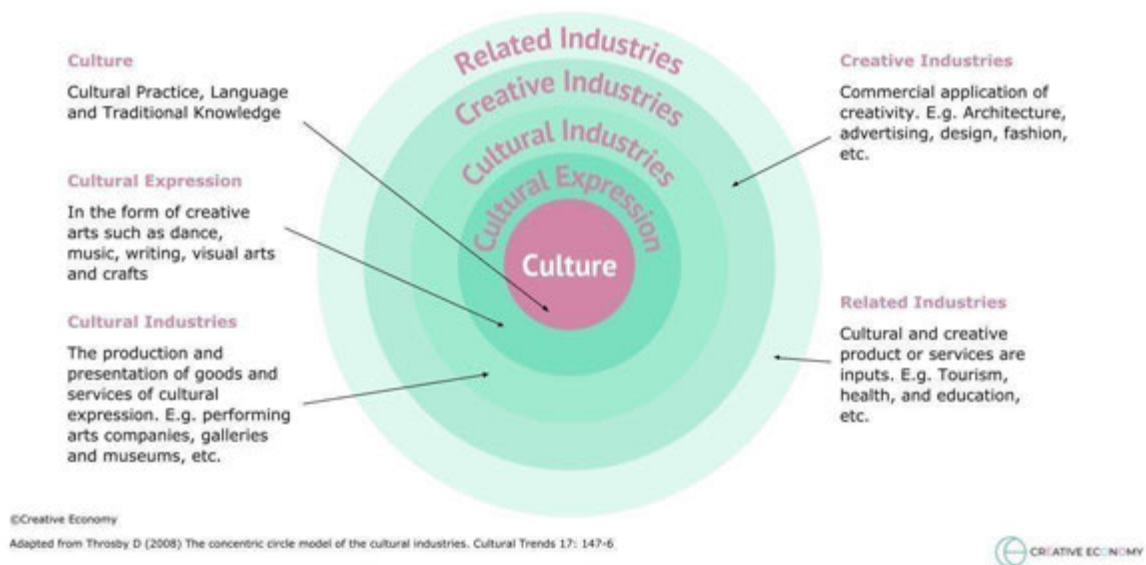 Related Industries
Creative Industries
Cultural Industries
Cultural Expression
Culture
Culture
Cultural Practice, Language
and Traditional Knowledge
Cultural Expression
In the form of creative
arts such as dance,
music, writing, visual arts
and crafts
Cultural Industries
The production and
presentation of goods and
services of cultural
expression. E.g. performing
arts companies, galleries
and museums, etc.
Creative Industries
Commercial application of
creativity. E.g. Architecture,
advertising, design, fashion,
etc.
Related Industries
Cultural and creative
product or services are
inputs. E.g. Tourism,
health, and education,
etc.
©Creative Economy
Adapted from Throsby D (2008) The concentric circle model of the cultural industries. Cultural Trends 17: 147-6
CREATIVE ECONOMY